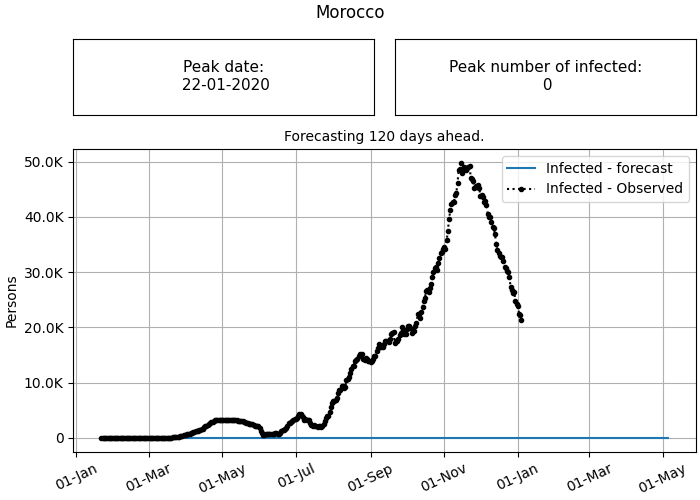 Morocco
Peak date:
22-01-2020
Peak number of infected:
0
Forecasting 120 days ahead.
Infected - forecast
Infected - Observed
Persons
50.0K
40.0K
30.0K
20.0K
10.0K
0
01-Jan
01-Mar
01-May
01-Jul
01-Sep
01-Nov
01-Jan
01-Mar
01-May